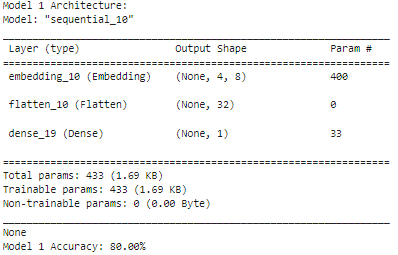 Model 1 Architecture:
Model: "sequential_10"
_________________________________________________________________
Layer (type) Output Shape Param #
=================================================================
embedding_10 (Embedding) (None, 4, 8) 400
flatten_10 (Flatten) (None, 32) 0
dense_19 (Dense) (None, 1) 33
=================================================================
Total params: 433 (1.69 KB)
Trainable params: 433 (1.69 KB)
Non-trainable params: 0 (0.00 Byte)
_________________________________________________________________
None
Model 1 Accuracy: 80.00%